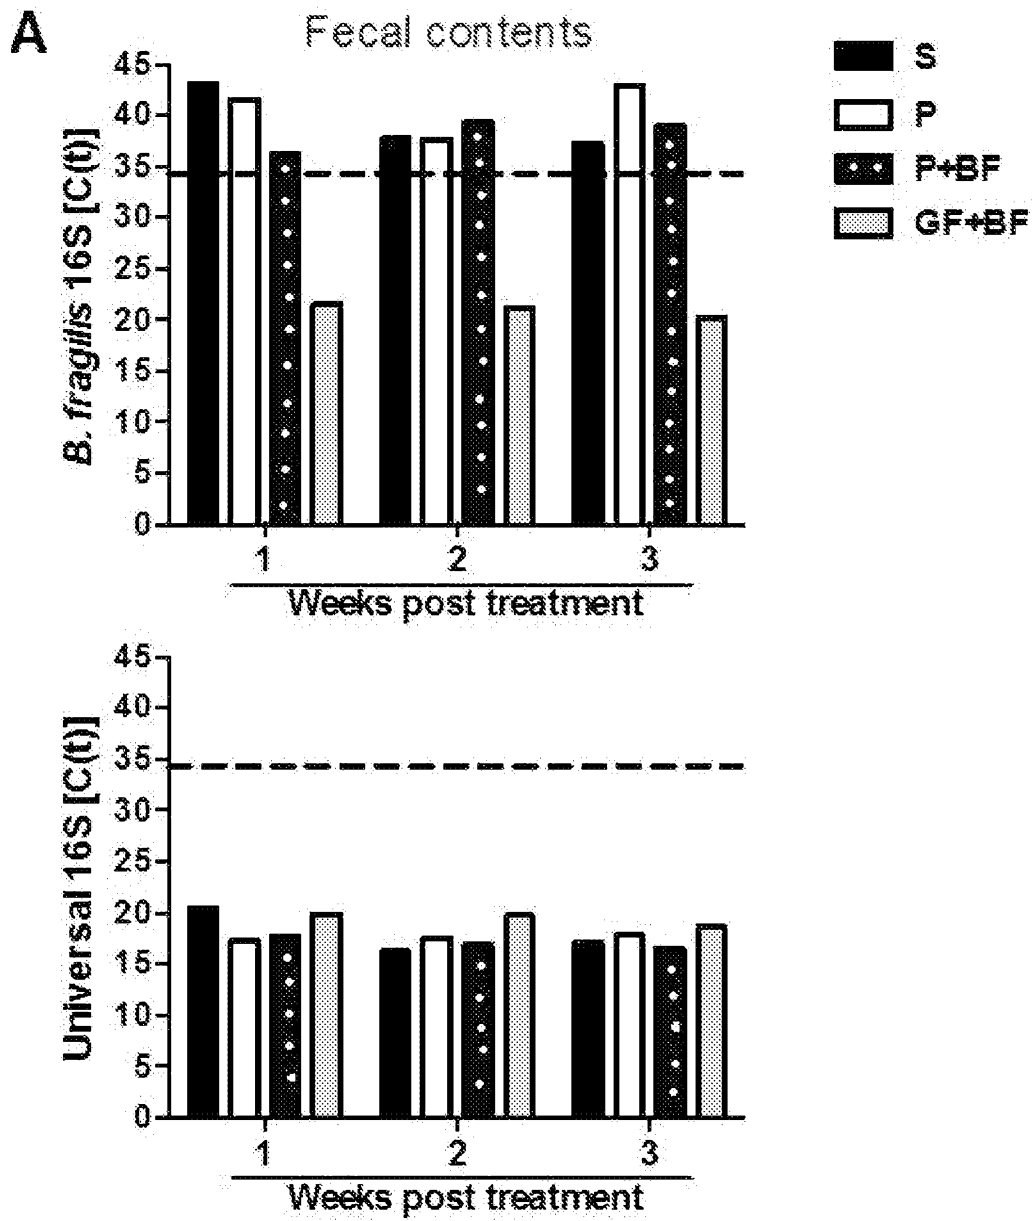 A
Fecal contents
S
P
P+BF
GF+BF
B. fragilis 16S [C(t)]
45
40
35
30
25
20
15
10
5
0
1 2 3
Weeks post treatment
Universal 16S [C(t)]
45
40
35
30
25
20
15
10
5
0
1 2 3
Weeks post treatment